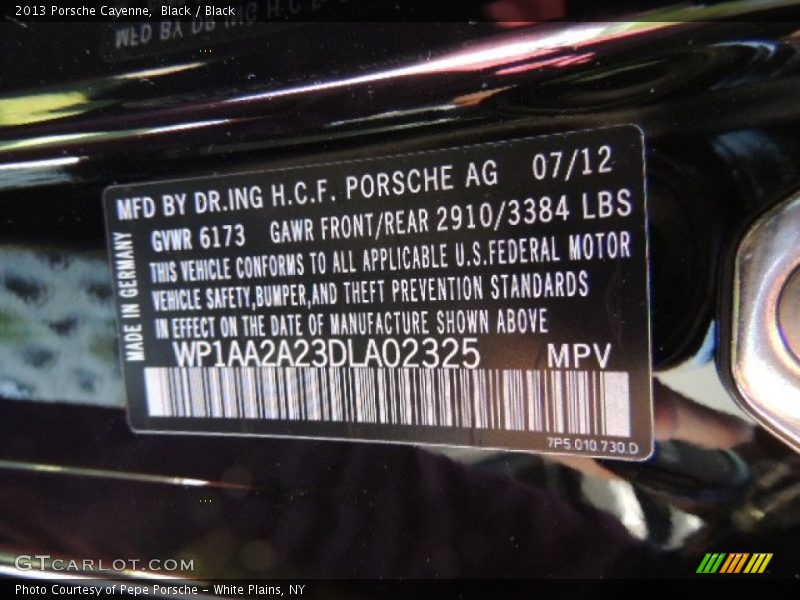 2013 Porsche Cayenne, Black / Black
MFD BY DR.ING H.C.F. PORSCHE AG 07/12
GVWR 6173 GAWR FRONT/REAR 2910/3384 LBS
THIS VEHICLE CONFORMS TO ALL APPLICABLE U.S.FEDERAL MOTOR
VEHICLE SAFETY,BUMPER,AND THEFT PREVENTION STANDARDS
IN EFFECT ON THE DATE OF MANUFACTURE SHOWN ABOVE
MADE IN GERMANY
WP1AA2A23DLA02325 MPV
7P5.010.730.D
GTCARLOT.COM
Photo Courtesy of Pepe Porsche - White Plains, NY